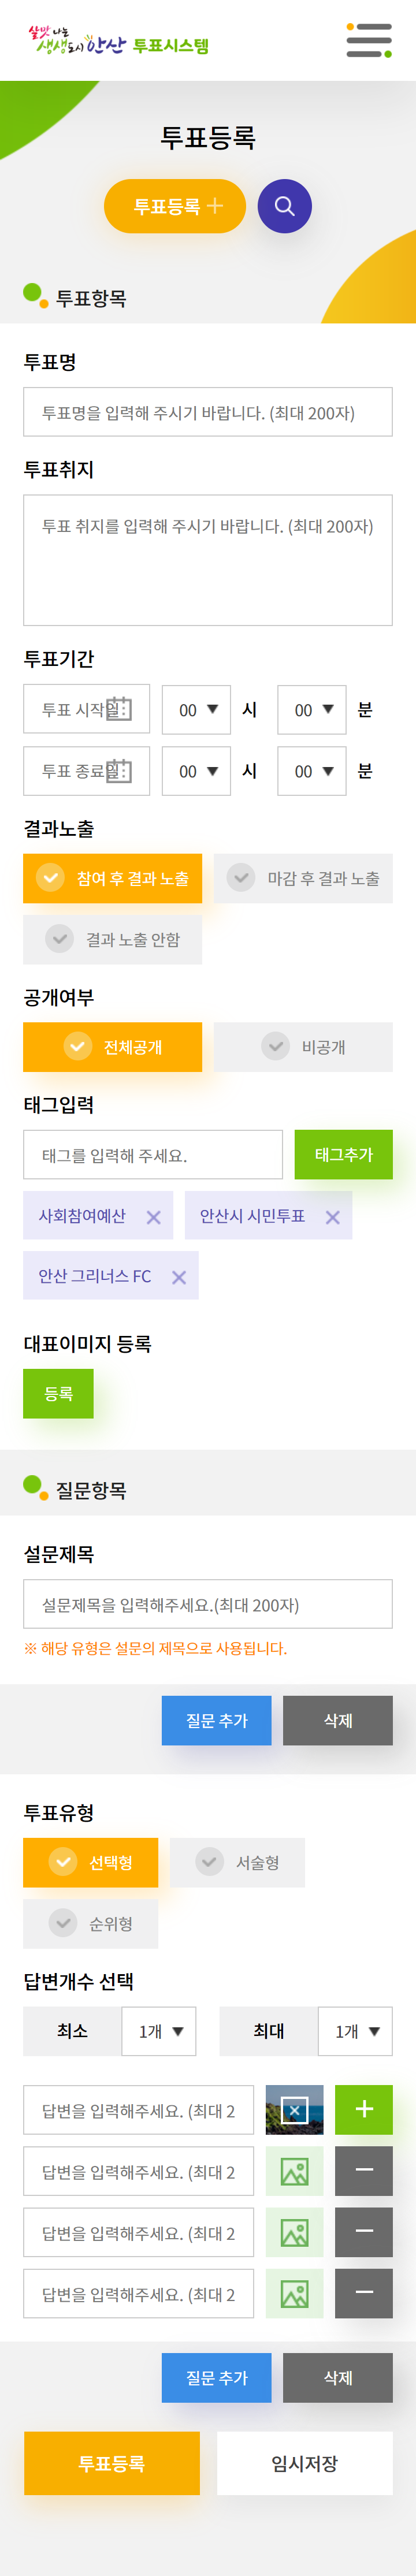 살맛 나는
생생도시 안산 투표시스템
투표등록
투표등록
투표항목
투표명
투표명을 입력해 주시기 바랍니다. (최대 200자)
투표취지
투표 취지를 입력해 주시기 바랍니다. (최대 200자)
투표기간
투표 시작일 00 ▼ 시 00 ▼ 분
투표 종료일 00 ▼ 시 00 ▼ 분
결과노출
참여 후 결과 노출 마감 후 결과 노출
결과 노출 안함
공개여부
전체공개 비공개
태그입력
태그를 입력해 주세요. 태그추가
사회참여예산 안산시 시민투표
안산 그리너스 FC
대표이미지 등록
등록
질문항목
설문제목
설문제목을 입력해주세요.(최대 200자)
※ 해당 유형은 설문의 제목으로 사용됩니다.
질문 추가 삭제
투표유형
선택형 서술형
순위형
답변개수 선택
최소 1개 ▼ 최대 1개 ▼
답변을 입력해주세요. (최대 2
답변을 입력해주세요. (최대 2
답변을 입력해주세요. (최대 2
답변을 입력해주세요. (최대 2
질문 추가 삭제
투표등록 임시저장